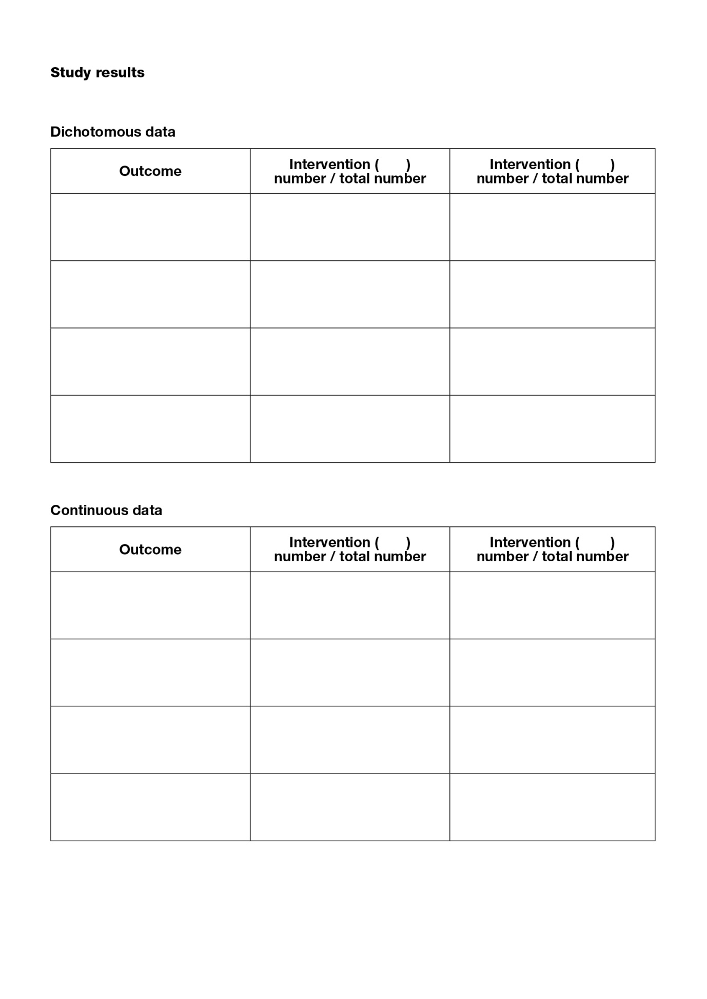 Study results
Dichotomous data
Outcome
Intervention (      )
number / total number
Intervention (       )
number / total number
Continuous data
Outcome
Intervention (      )
number / total number
Intervention (       )
number / total number